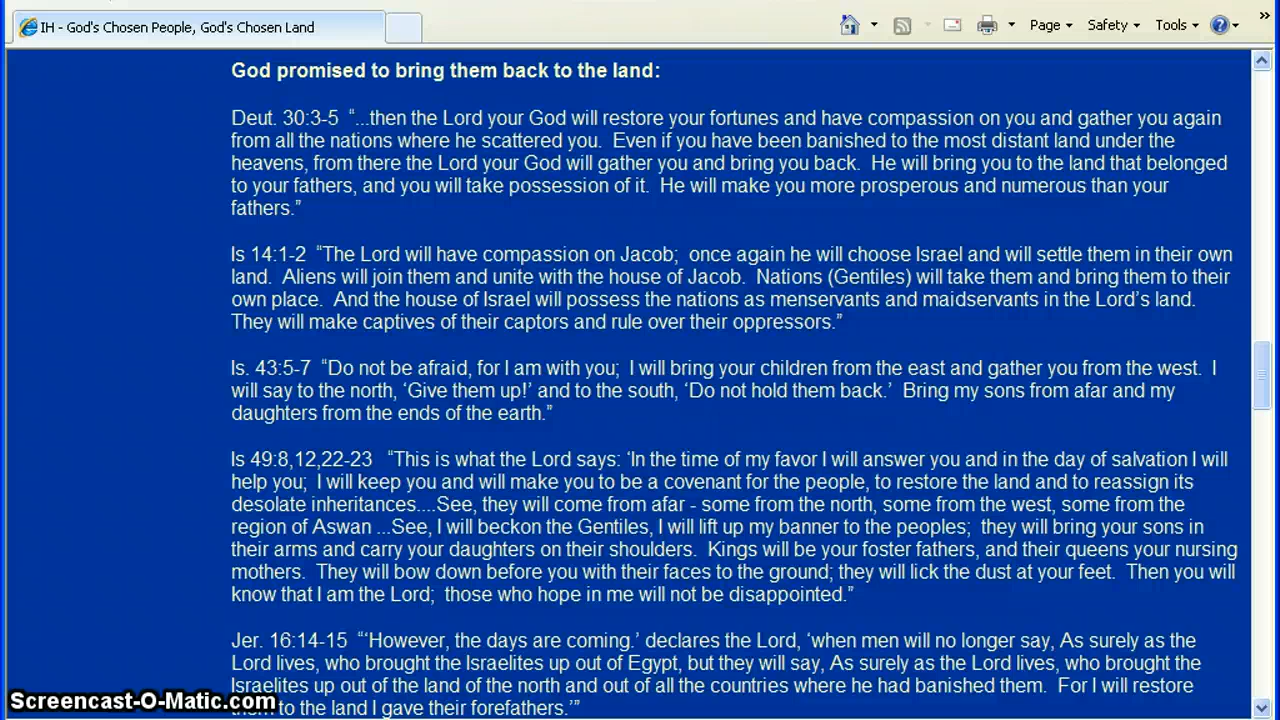 IH - God's Chosen People, God's Chosen Land
Page
Safety
Tools
God promised to bring them back to the land:
Deut. 30:3-5 “...then the Lord your God will restore your fortunes and have compassion on you and gather you again
from all the nations where he scattered you. Even if you have been banished to the most distant land under the
heavens, from there the Lord your God will gather you and bring you back. He will bring you to the land that belonged
to your fathers, and you will take possession of it. He will make you more prosperous and numerous than your
fathers.”
Is 14:1-2 “The Lord will have compassion on Jacob; once again he will choose Israel and will settle them in their own
land. Aliens will join them and unite with the house of Jacob. Nations (Gentiles) will take them and bring them to their
own place. And the house of Israel will possess the nations as menservants and maidservants in the Lord’s land.
They will make captives of their captors and rule over their oppressors.”
Is. 43:5-7 “Do not be afraid, for I am with you; I will bring your children from the east and gather you from the west. I
will say to the north, ‘Give them up!’ and to the south, ‘Do not hold them back.’ Bring my sons from afar and my
daughters from the ends of the earth.”
Is 49:8,12,22-23 “This is what the Lord says: ‘In the time of my favor I will answer you and in the day of salvation I will
help you; I will keep you and will make you to be a covenant for the people, to restore the land and to reassign its
desolate inheritances....See, they will come from afar - some from the north, some from the west, some from the
region of Aswan ...See, I will beckon the Gentiles, I will lift up my banner to the peoples; they will bring your sons in
their arms and carry your daughters on their shoulders. Kings will be your foster fathers, and their queens your nursing
mothers. They will bow down before you with their faces to the ground; they will lick the dust at your feet. Then you will
know that I am the Lord; those who hope in me will not be disappointed.”
Jer. 16:14-15 “‘However, the days are coming.’ declares the Lord, ‘when men will no longer say, As surely as the
Lord lives, who brought the Israelites up out of Egypt, but they will say, As surely as the Lord lives, who brought the
Israelites up out of the land of the north and out of all the countries where he had banished them. For I will restore
them to the land I gave their forefathers.’”
Screencast-O-Matic.com